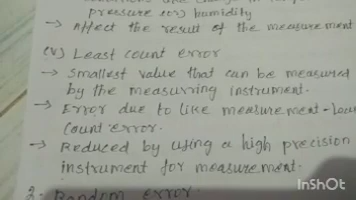 pressure (or) humidity
→ Affect the result of the measurement
(v) Least count error
→ Smallest value that can be measured
by the measurring instrument.
→ Error due to like measurement - 
count error.
→ Reduced by using a high precision
instrument for measurement.
2. Random error.
InShOt